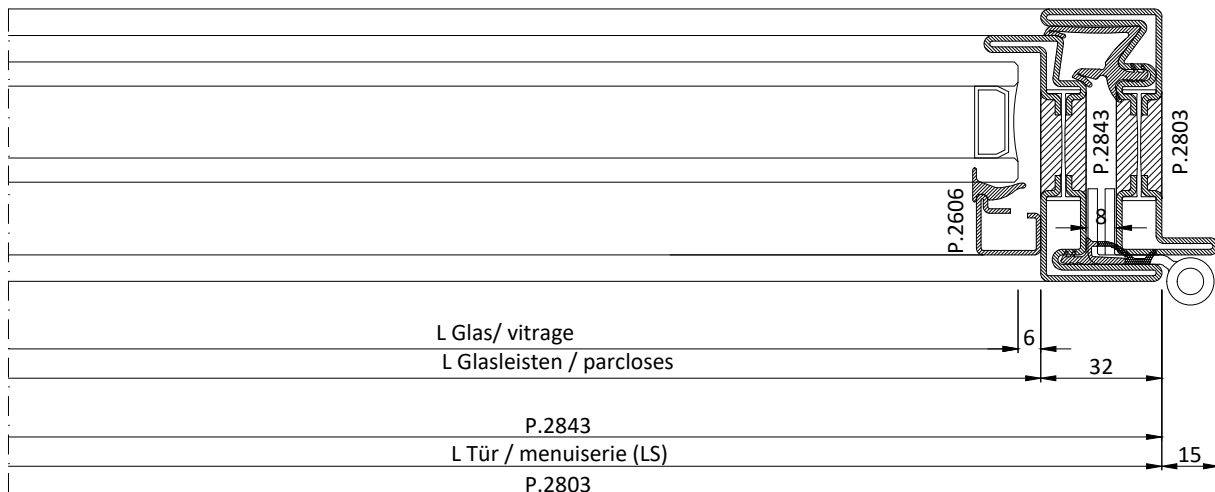 P.2843
P.2803
P.2606
8
L Glas/ vitrage
6
L Glasleisten / parcloses
32
P.2843
L Tür / menuiserie (LS)
15
P.2803